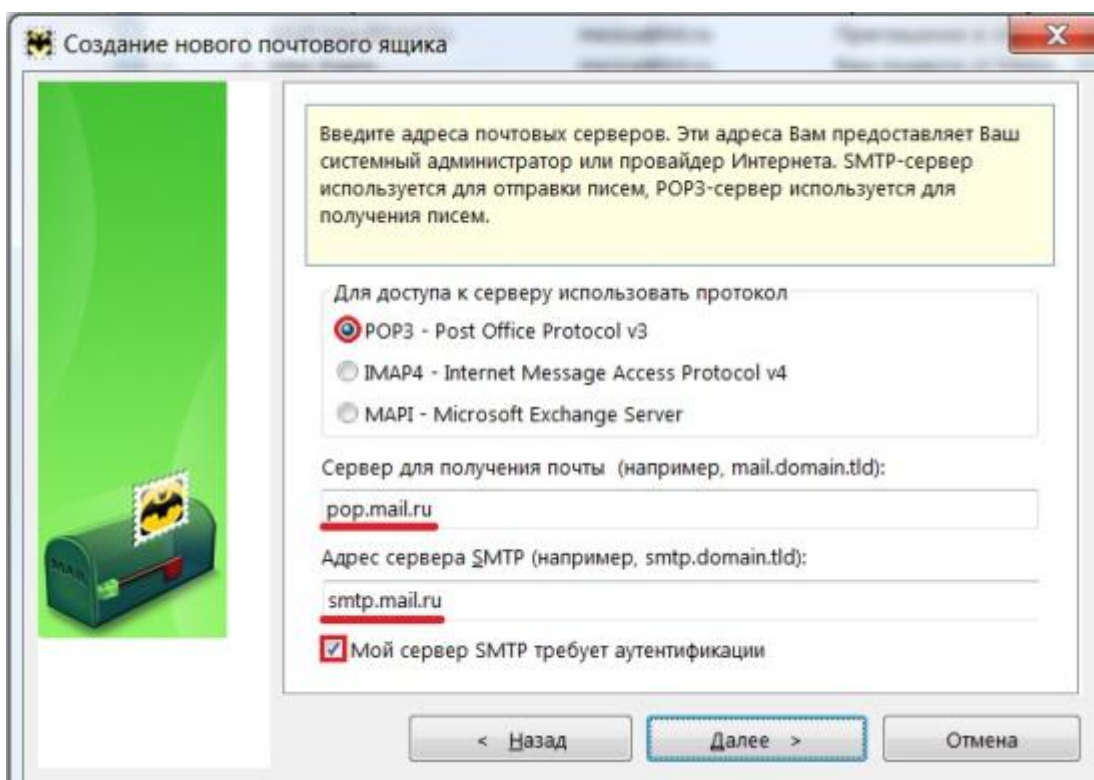 Создание нового почтового ящика
Введите адреса почтовых серверов. Эти адреса Вам предоставляет Ваш
системный администратор или провайдер Интернета. SMTP-сервер
используется для отправки писем, POP3-сервер используется для
получения писем.
Для доступа к серверу использовать протокол
POP3 - Post Office Protocol v3
IMAP4 - Internet Message Access Protocol v4
MAPI - Microsoft Exchange Server
Сервер для получения почты (например, mail.domain.tld):
pop.mail.ru
Адрес сервера SMTP (например, smtp.domain.tld):
smtp.mail.ru
Мой сервер SMTP требует аутентификации
MAIL
< Назад
Далее >
Отмена